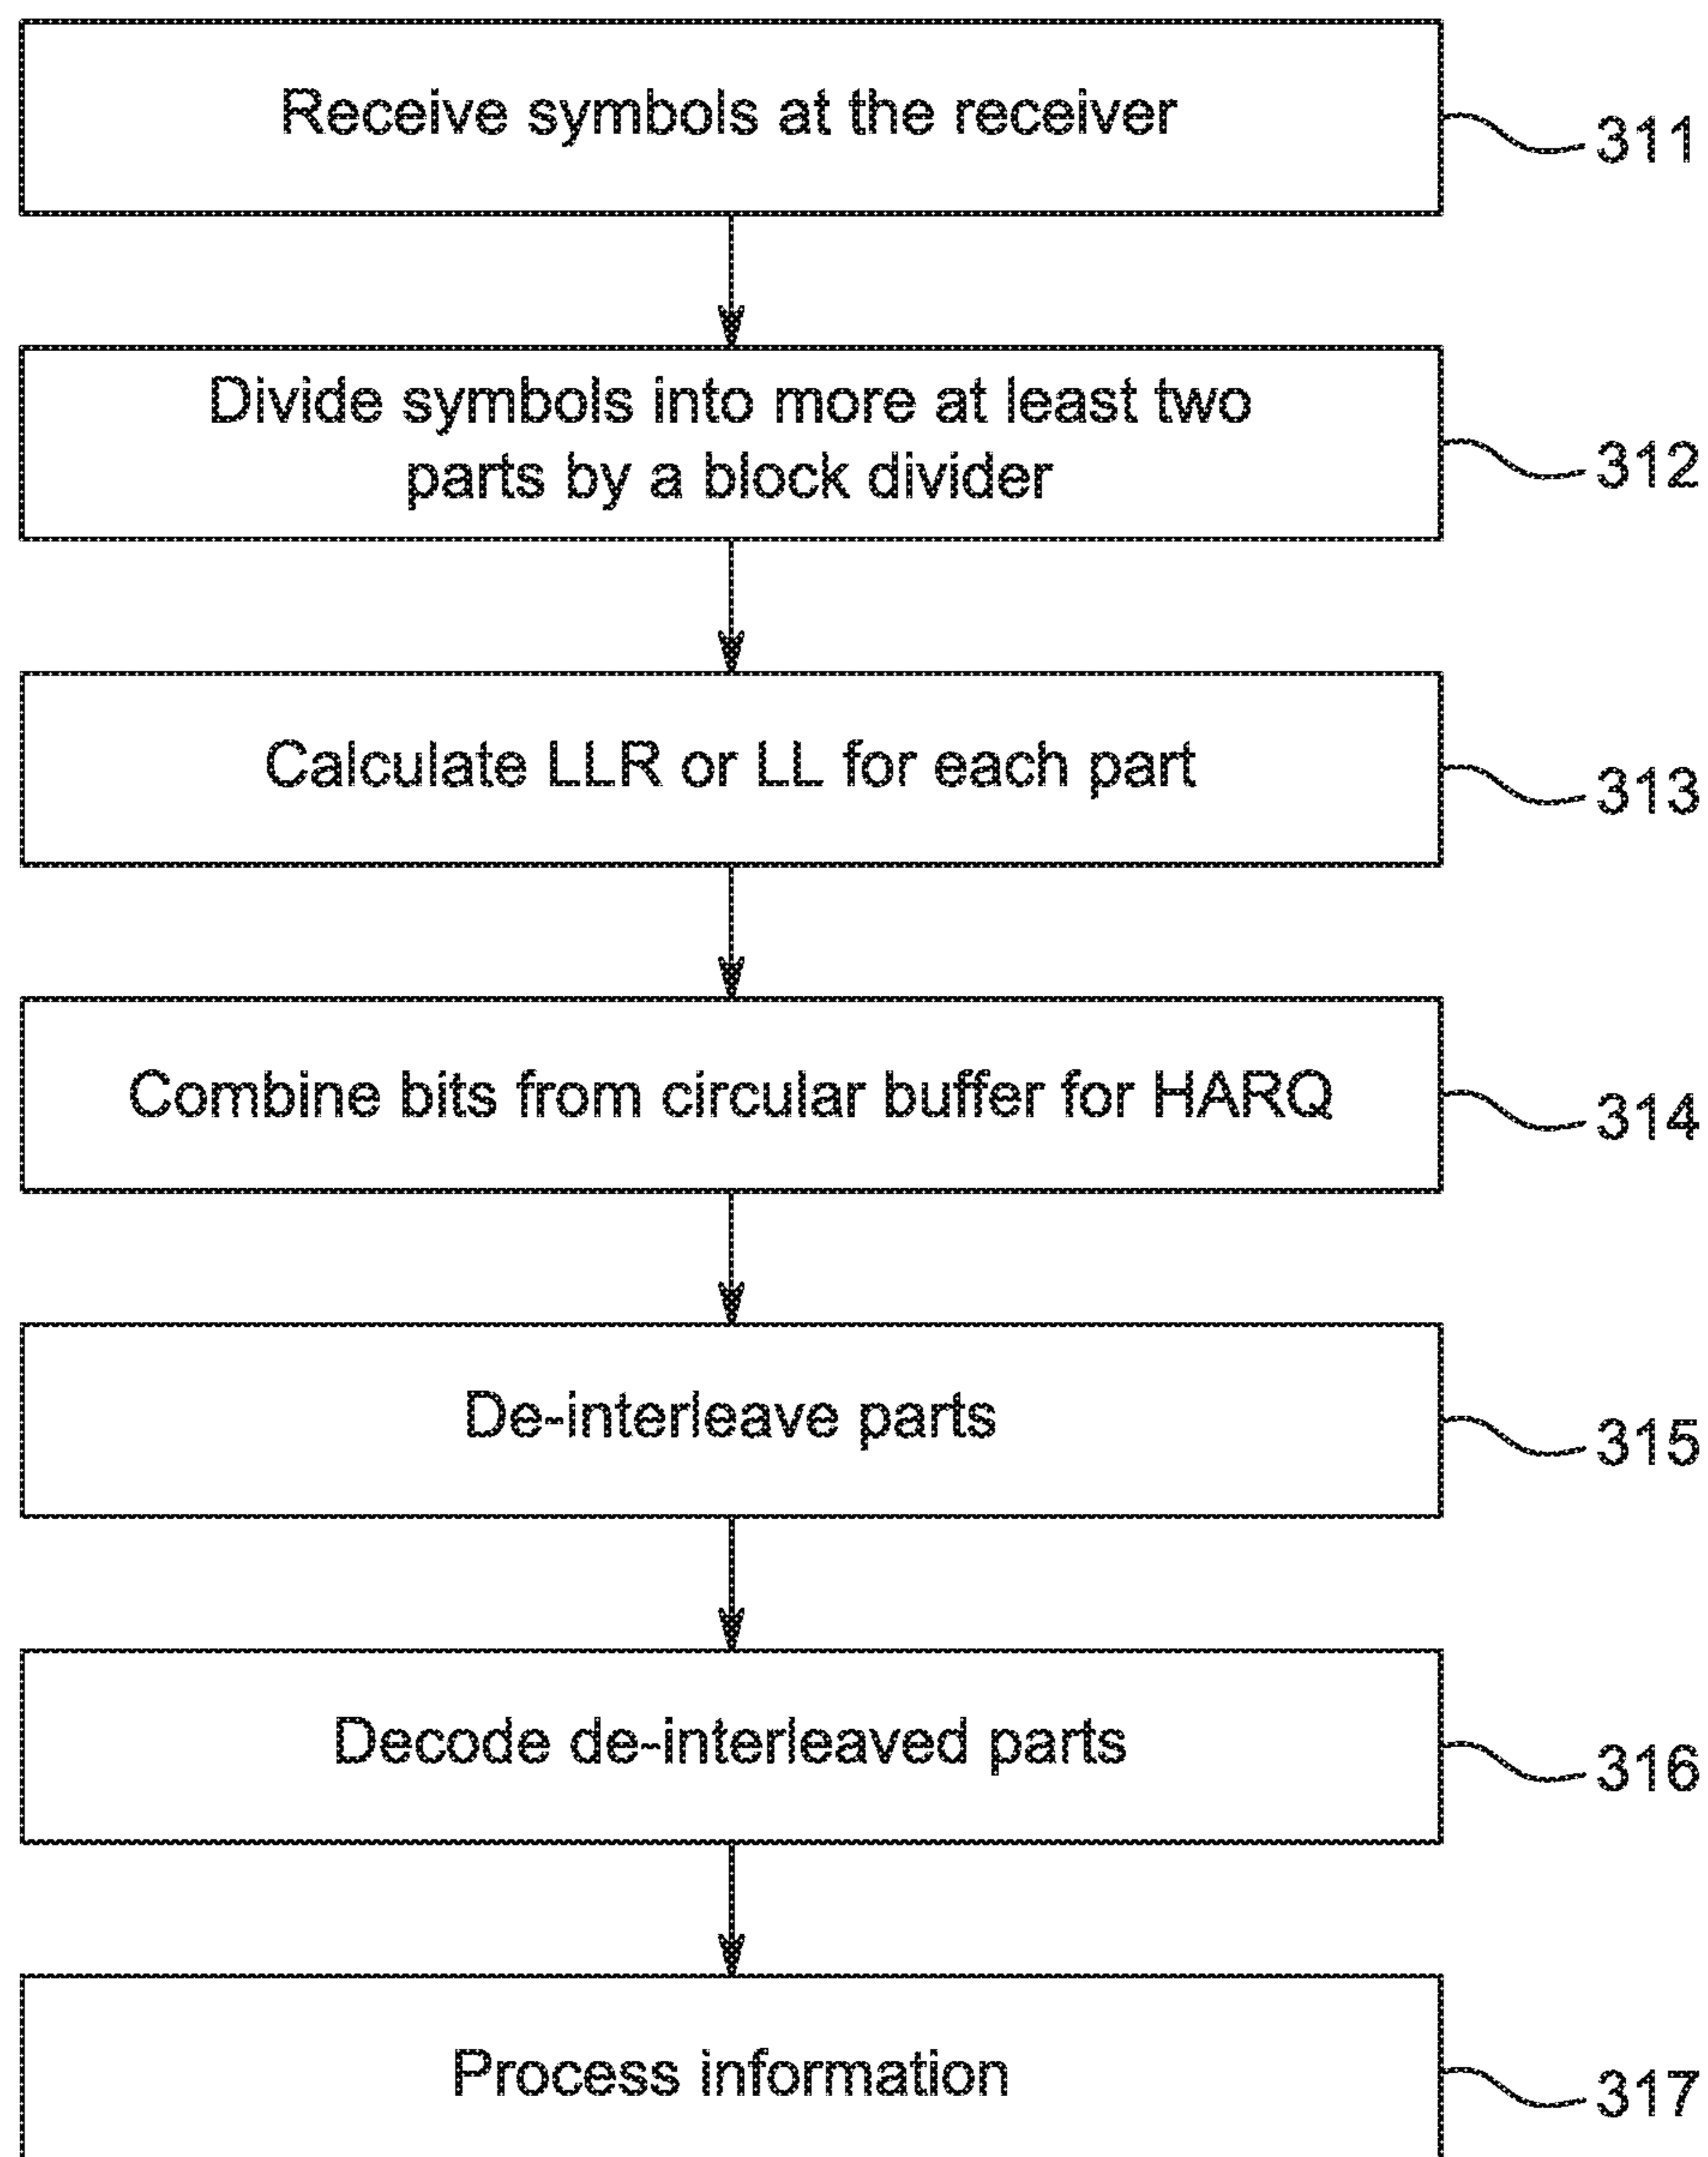 Receive symbols at the receiver
311
Divide symbols into more at least two
parts by a block divider
312
Calculate LLR or LL for each part
313
Combine bits from circular buffer for HARQ
314
De-interleave parts
315
Decode de-interleaved parts
316
Process information
317